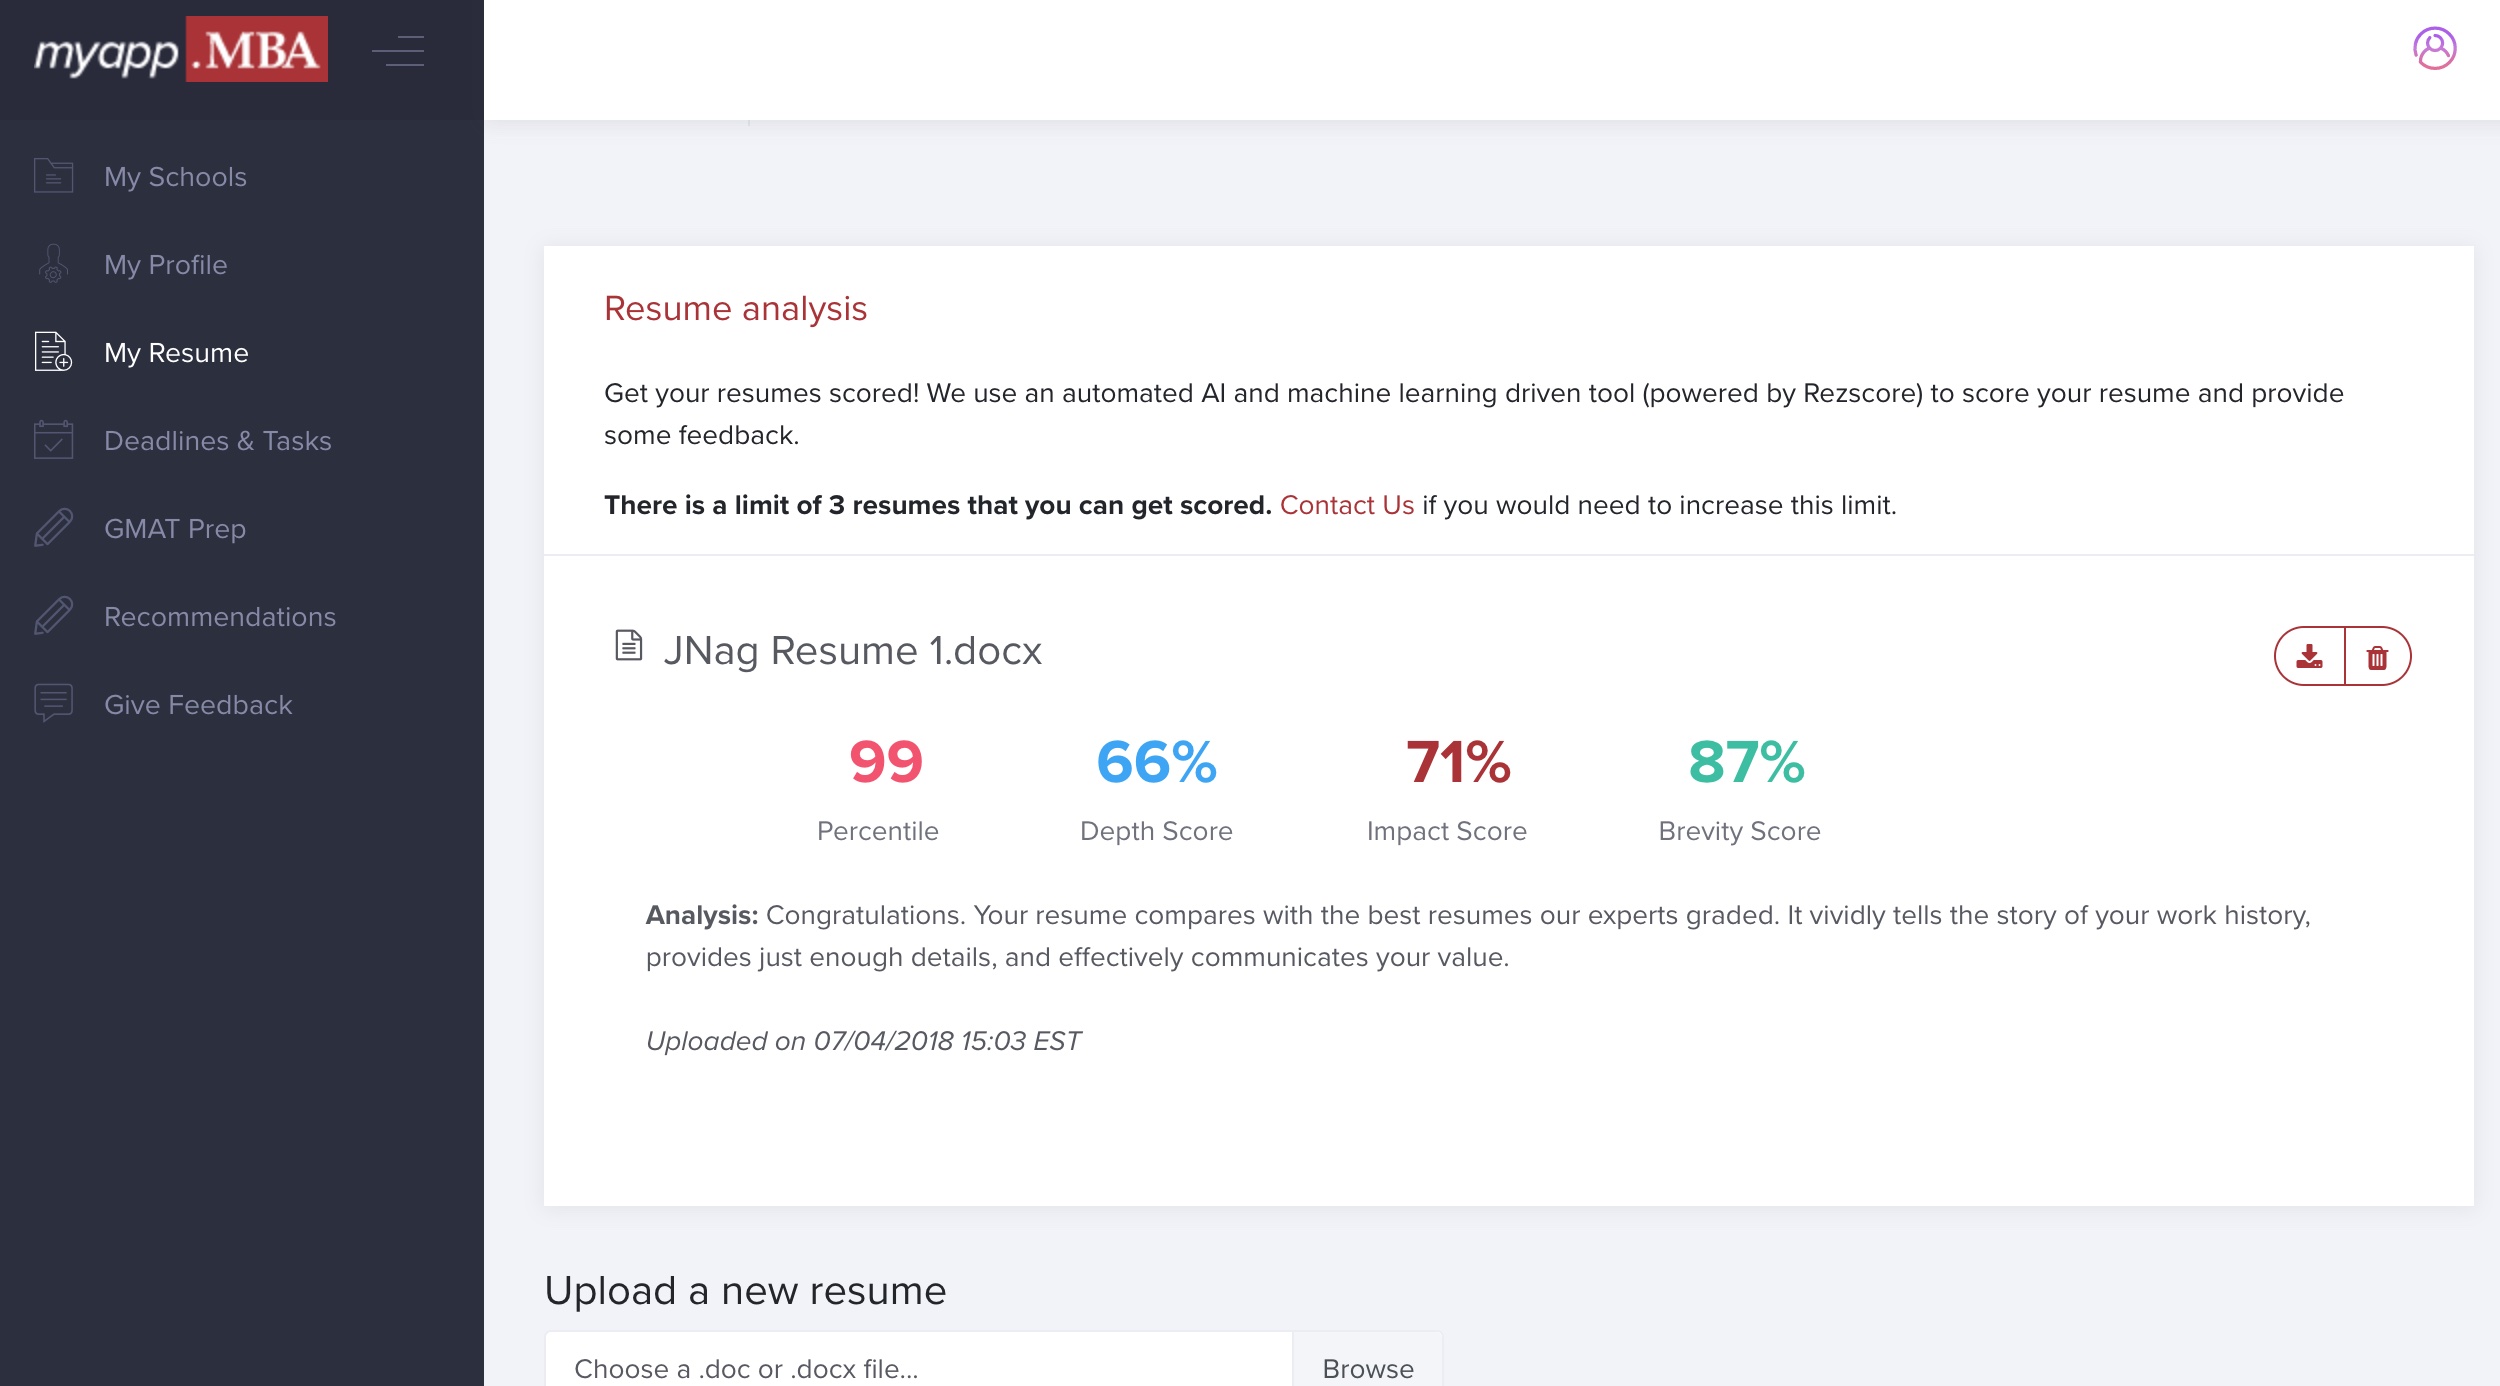 myapp.MBA
My Schools
My Profile
My Resume
Deadlines & Tasks
GMAT Prep
Recommendations
Give Feedback
Resume analysis
Get your resumes scored! We use an automated AI and machine learning driven tool (powered by Rezscore) to score your resume and provide
some feedback.
There is a limit of 3 resumes that you can get scored. Contact Us if you would need to increase this limit.
JNag Resume 1.docx
99 66% 71% 87%
Percentile Depth Score Impact Score Brevity Score
Analysis: Congratulations. Your resume compares with the best resumes our experts graded. It vividly tells the story of your work history,
provides just enough details, and effectively communicates your value.
Uploaded on 07/04/2018 15:03 EST
Upload a new resume
Choose a .doc or .docx file... Browse